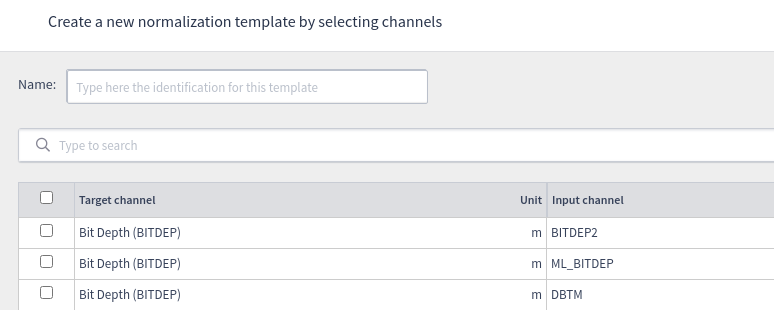 Create a new normalization template by selecting channels
Name: Type here the identification for this template
Type to search
Target channel Unit Input channel
Bit Depth (BITDEP) m BITDEP2
Bit Depth (BITDEP) m ML_BITDEP
Bit Depth (BITDEP) m DBTM